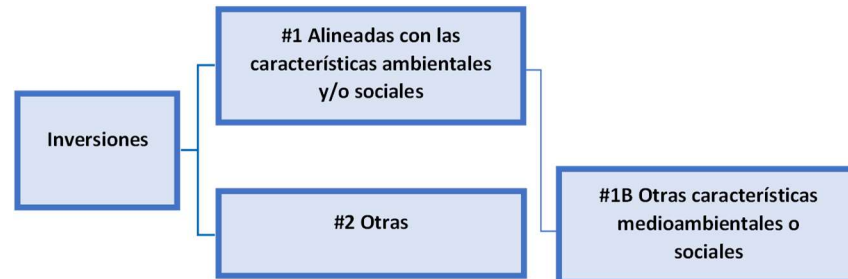 #1 Alineadas con las
características ambientales
y/o sociales
Inversiones
#2 Otras
#1B Otras características
medioambientales o
sociales